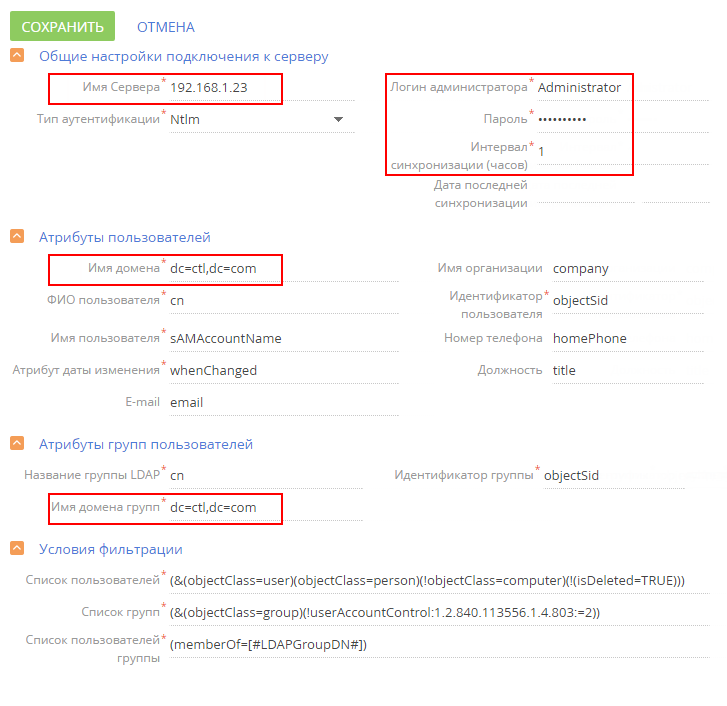 СОХРАНИТЬ ОТМЕНА
Общие настройки подключения к серверу
Имя Сервера* 192.168.1.23 Логин администратора* Administrator
Тип аутентификации* Ntlm Пароль* ••••••••••
Интервал
синхронизации (часов)* 1
Дата последней
синхронизации
Атрибуты пользователей
Имя домена* dc=ctl,dc=com Имя организации company
ФИО пользователя* cn Идентификатор
пользователя* objectSid
Имя пользователя* sAMAccountName Номер телефона homePhone
Атрибут даты изменения* whenChanged Должность title
E-mail email
Атрибуты групп пользователей
Название группы LDAP* cn Идентификатор группы* objectSid
Имя домена групп* dc=ctl,dc=com
Условия фильтрации
Список пользователей* (&(objectClass=user)(objectClass=person)(!objectClass=computer)(!(isDeleted=TRUE)))
Список групп* (&(objectClass=group)(!userAccountControl:1.2.840.113556.1.4.803:=2))
Список пользователей
группы* (memberOf=[#LDAPGroupDN#])